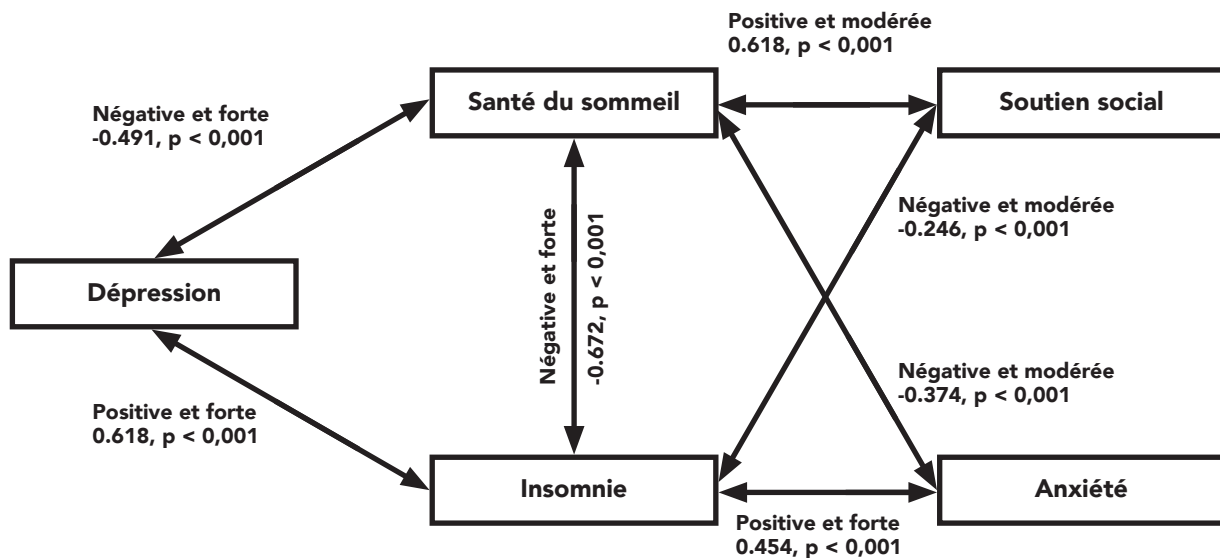 Positive et modérée
0.618, p < 0,001
Santé du sommeil
Soutien social
Négative et forte
-0.491, p < 0,001
Négative et forte
-0.672, p < 0,001
Négative et modérée
-0.246, p < 0,001
Dépression
Négative et modérée
-0.374, p < 0,001
Positive et forte
0.618, p < 0,001
Insomnie
Anxiété
Positive et forte
0.454, p < 0,001